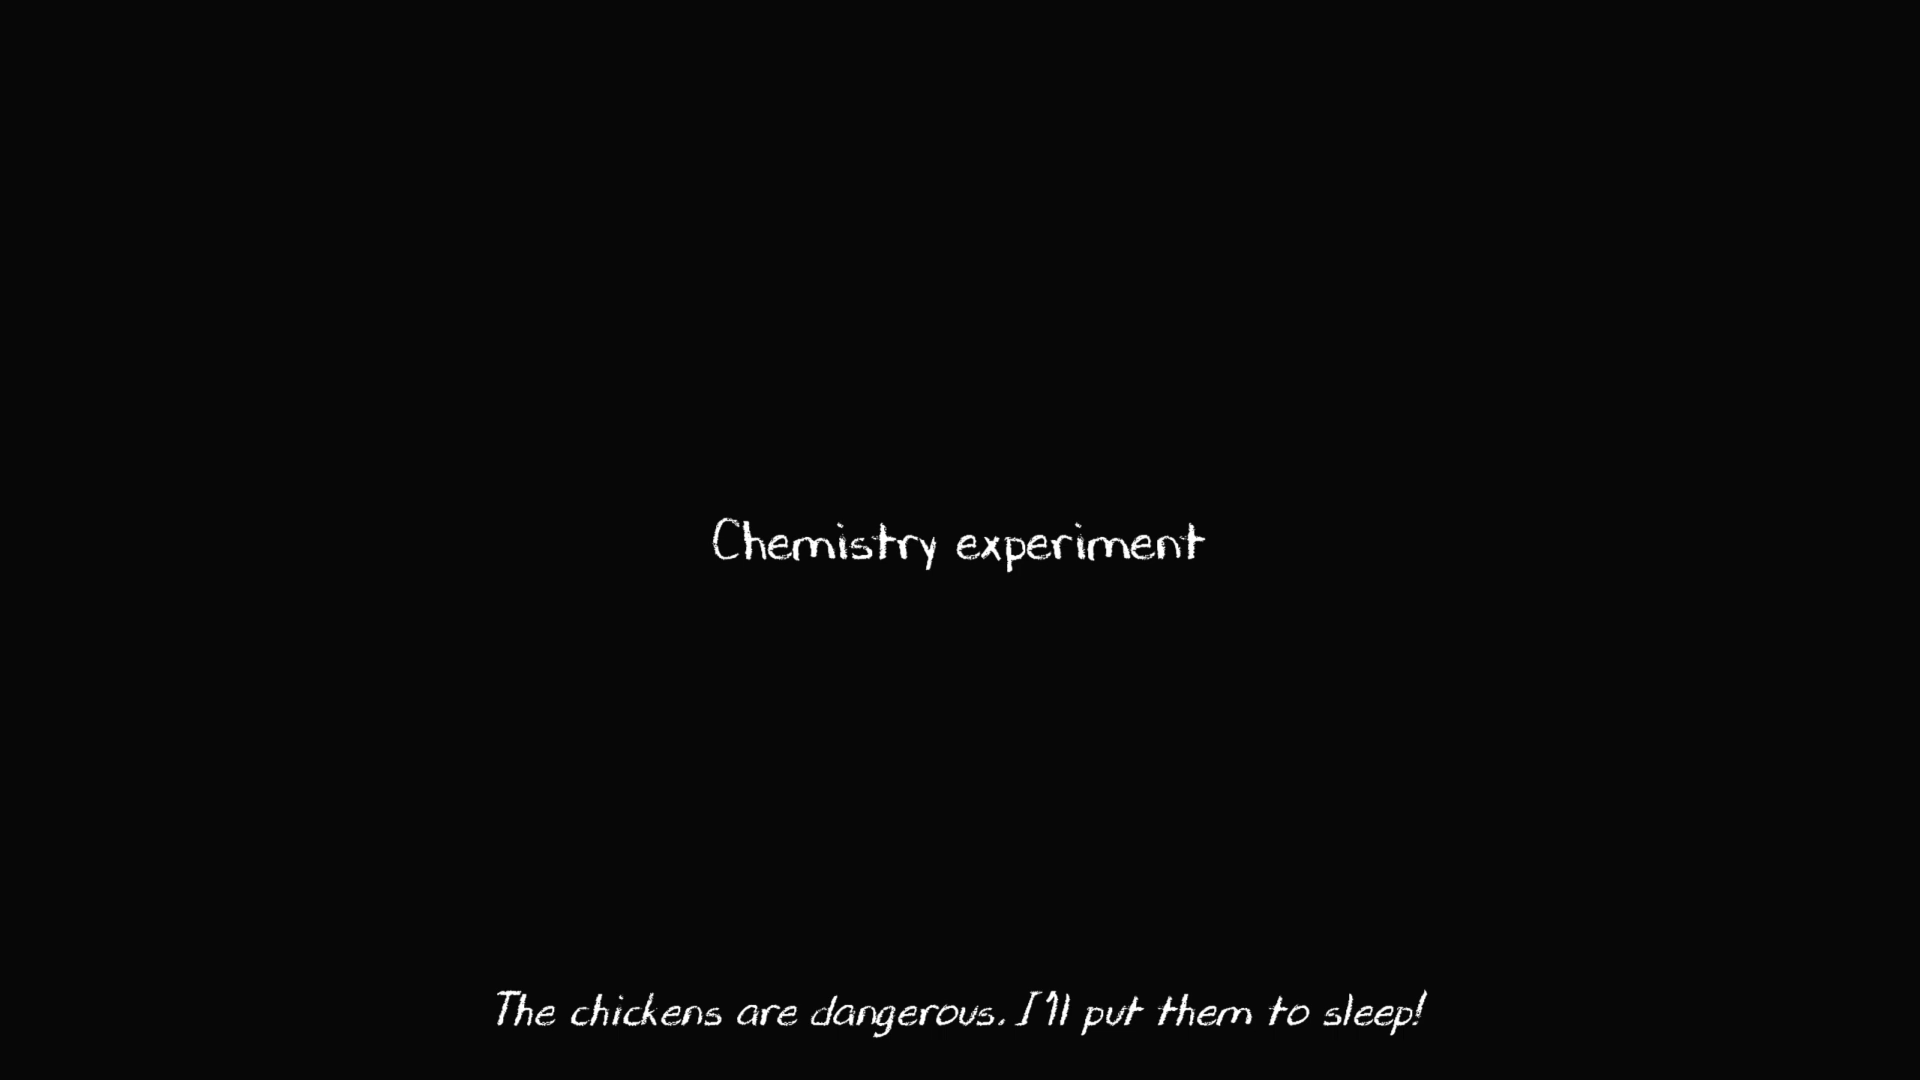 Chemistry experiment
The chickens are dangerous. I'll put them to sleep!